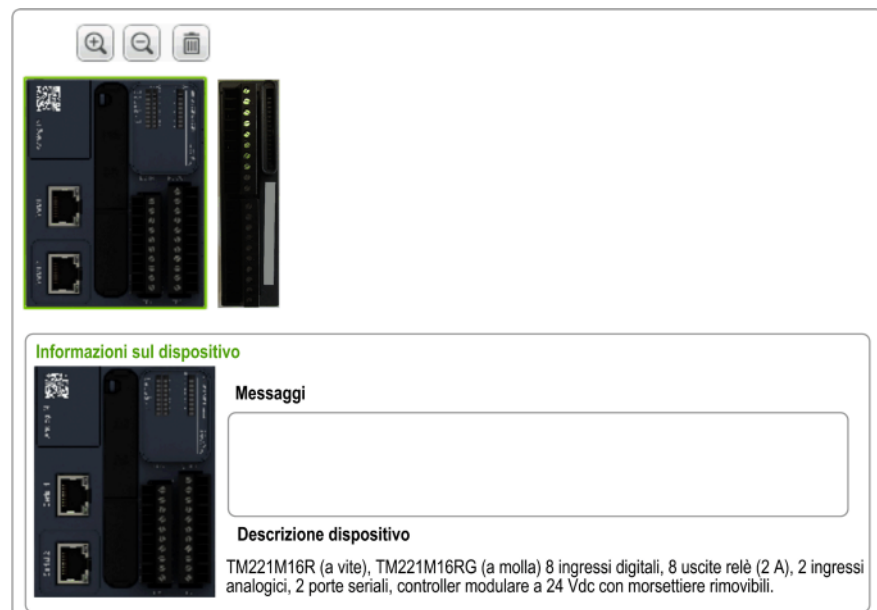 Informazioni sul dispositivo
Messaggi
Descrizione dispositivo
TM221M16R (a vite), TM221M16RG (a molla) 8 ingressi digitali, 8 uscite relè (2 A), 2 ingressi
analogici, 2 porte seriali, controller modulare a 24 Vdc con morsettiere rimovibili.